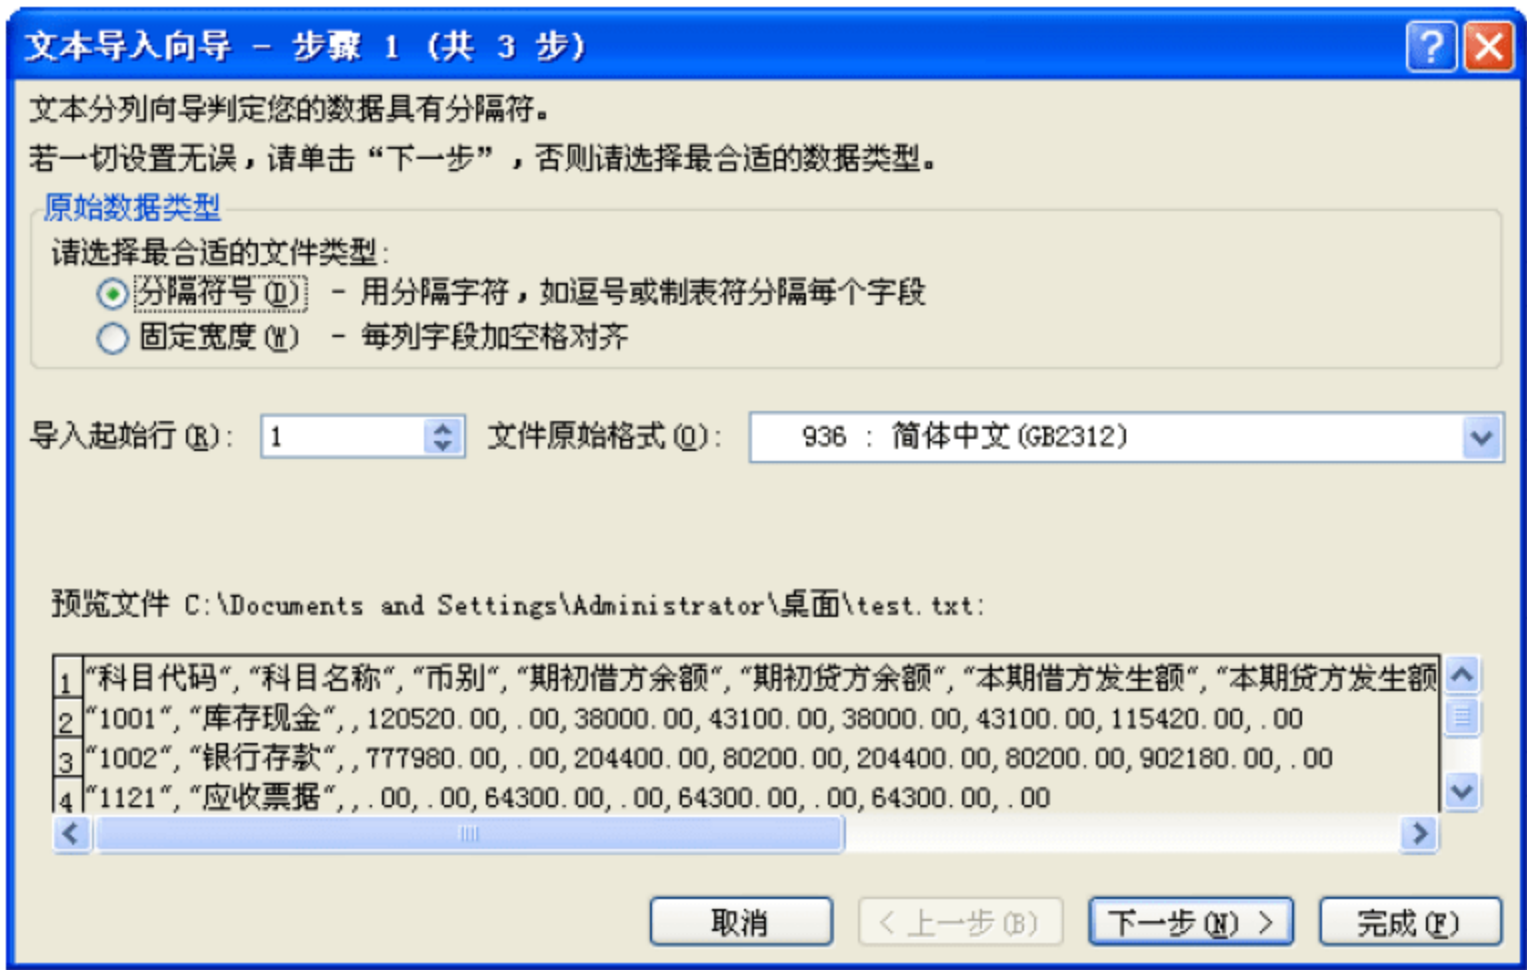 文本导入向导 - 步骤 1 (共 3 步)
文本分列向导判定您的数据具有分隔符。
若一切设置无误，请单击“下一步”，否则请选择最合适的数据类型。
原始数据类型
请选择最合适的文件类型:
分隔符号(D) - 用分隔字符，如逗号或制表符分隔每个字段
固定宽度(W) - 每列字段加空格对齐
导入起始行(R): 1 文件原始格式(O): 936 : 简体中文(GB2312)
预览文件 C:\Documents and Settings\Administrator\桌面\test.txt:
1 "科目代码","科目名称","币别","期初借方余额","期初贷方余额","本期借方发生额","本期贷方发生额
2 "1001","库存现金",,120520.00,.00,38000.00,43100.00,38000.00,43100.00,115420.00,.00
3 "1002","银行存款",,777980.00,.00,204400.00,80200.00,204400.00,80200.00,902180.00,.00
4 "1121","应收票据",,.00,.00,64300.00,.00,64300.00,.00,64300.00,.00
取消 < 上一步(B) 下一步(N) > 完成(F)